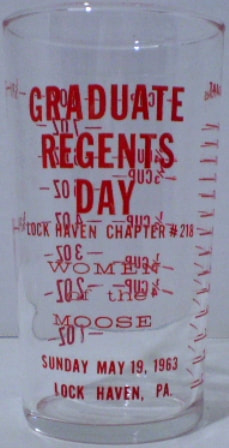 GRADUATE
REGENTS
DAY
LOCK HAVEN CHAPTER #218
WOMEN
of the
MOOSE
SUNDAY MAY 19, 1963
LOCK HAVEN, PA.